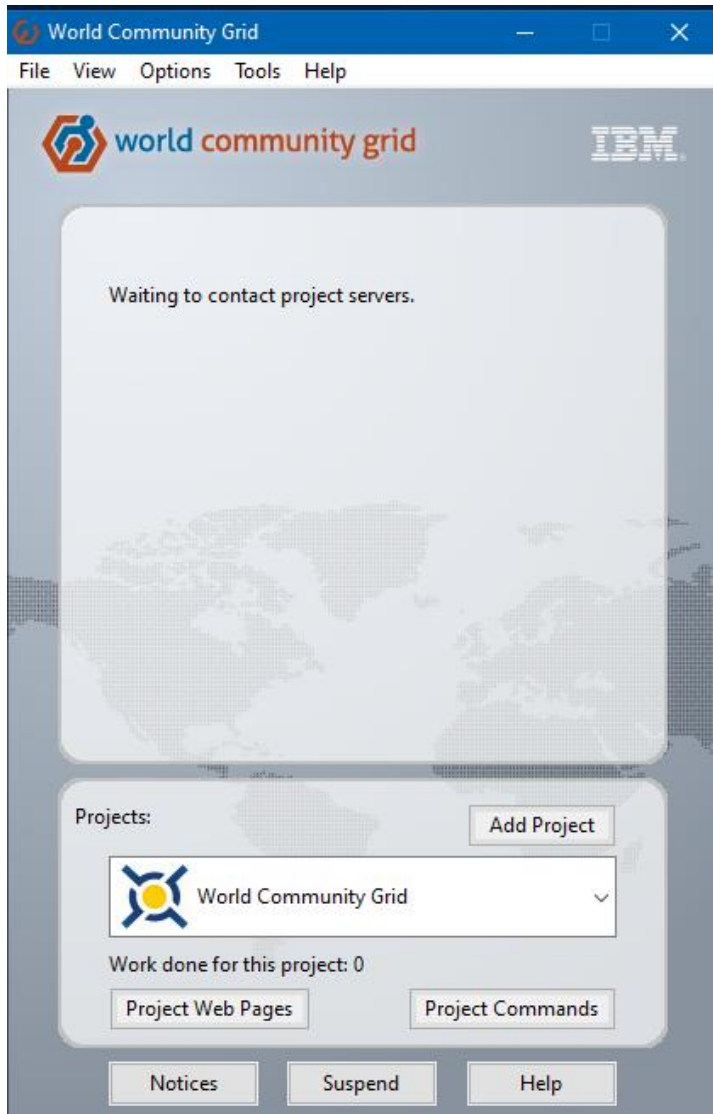 World Community Grid
File View Options Tools Help
world community grid
IBM.
Waiting to contact project servers.
Projects:
Add Project
World Community Grid
Work done for this project: 0
Project Web Pages
Project Commands
Notices
Suspend
Help